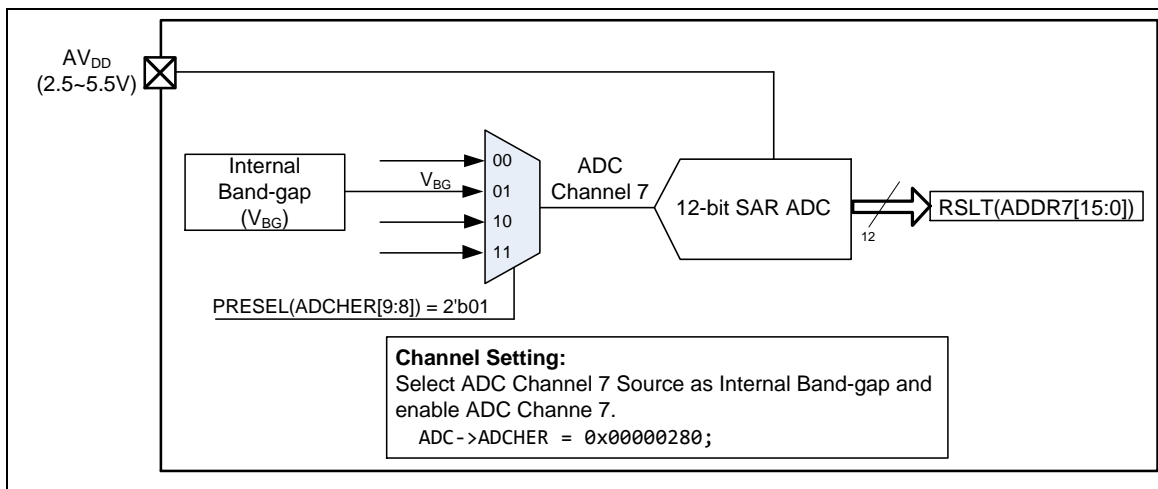 AVDD
(2.5~5.5V)
Internal
Band-gap
(VBG)
VBG
00
01
10
11
ADC
Channel 7
12-bit SAR ADC
12
RSLT(ADDR7[15:0])
PRESEL(ADCHER[9:8]) = 2'b01
Channel Setting:
Select ADC Channel 7 Source as Internal Band-gap and
enable ADC Channe 7.
ADC->ADCHER = 0x00000280;